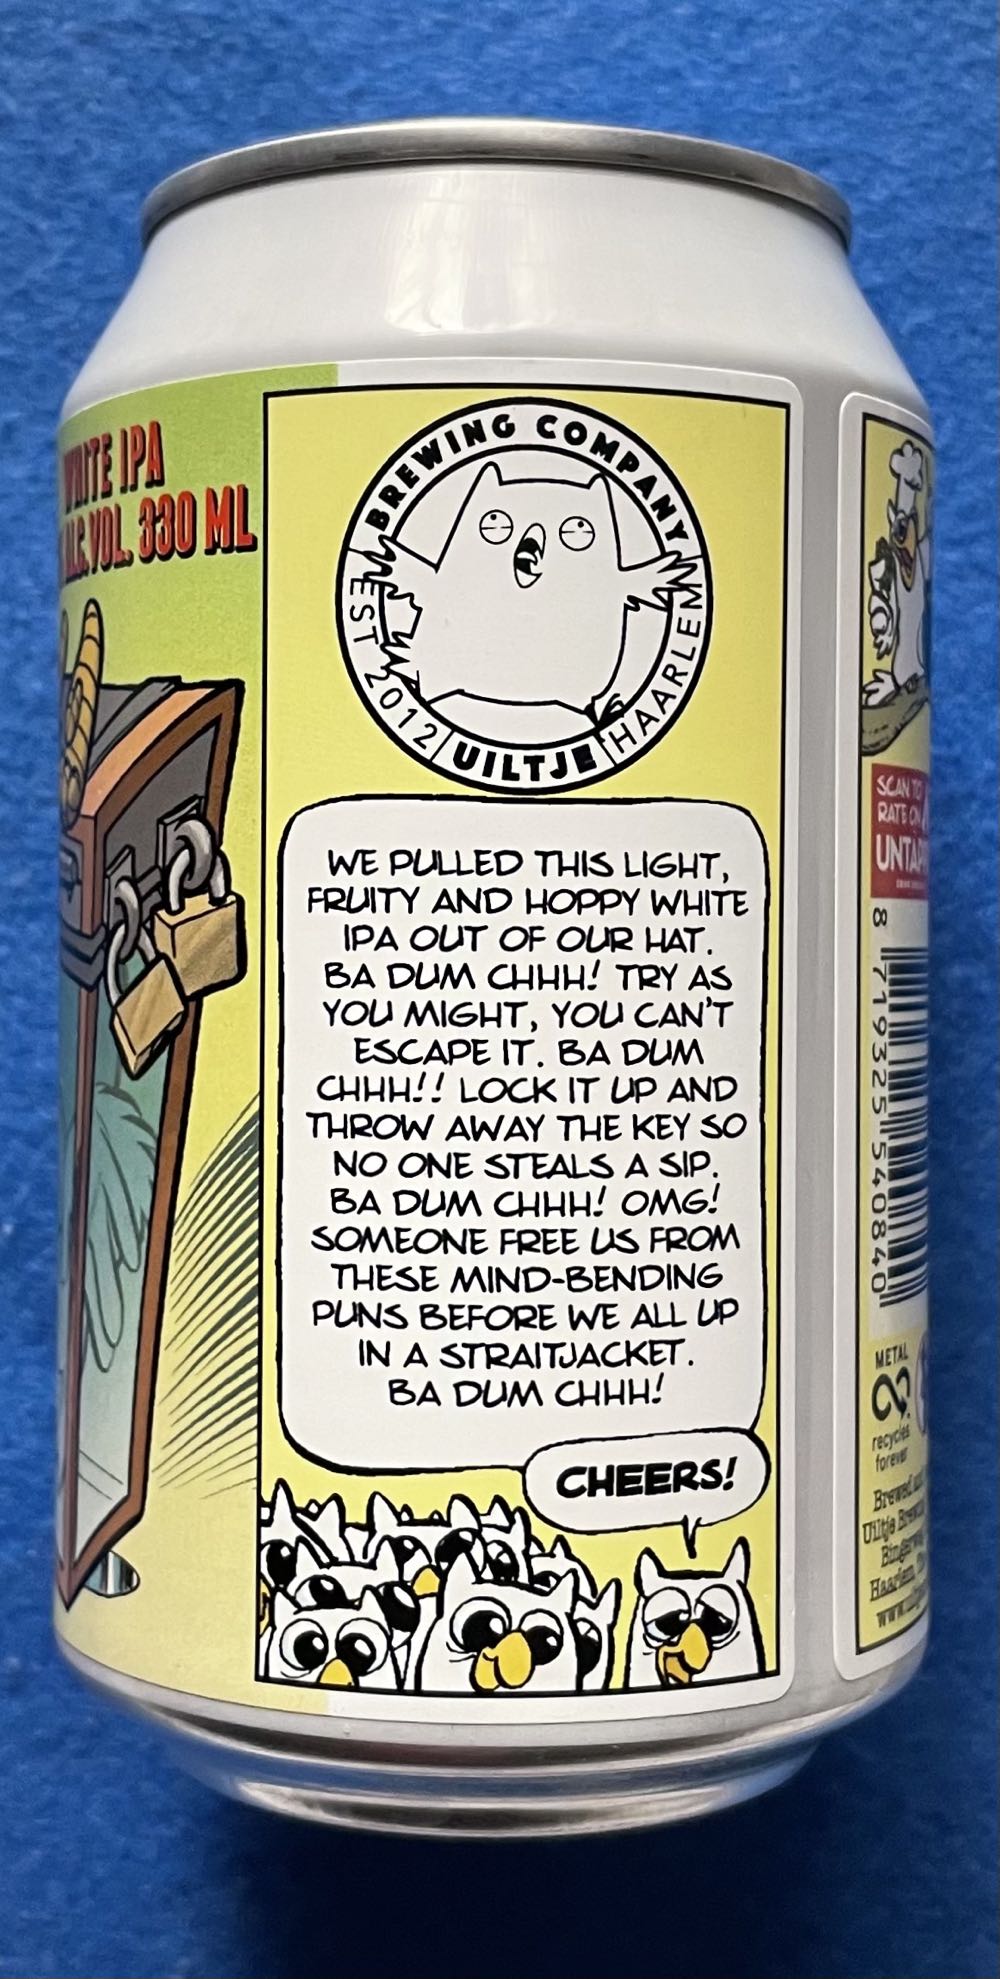 WHITE IPA
ALC. VOL. 330 ML
BREWING COMPANY
EST 2012
UILTJE
HAARLEM
WE PULLED THIS LIGHT,
FRUITY AND HOPPY WHITE
IPA OUT OF OUR HAT.
BA DUM CHHH! TRY AS
YOU MIGHT, YOU CAN'T
ESCAPE IT. BA DUM
CHHH!! LOCK IT UP AND
THROW AWAY THE KEY SO
NO ONE STEALS A SIP.
BA DUM CHHH! OMG!
SOMEONE FREE US FROM
THESE MIND-BENDING
PUNS BEFORE WE ALL UP
IN A STRAITJACKET.
BA DUM CHHH!
CHEERS!
SCAN TO
RATE ON
8 719325 540840
METAL
recycles
forever
Brewed
Uiltje
Haarlem,